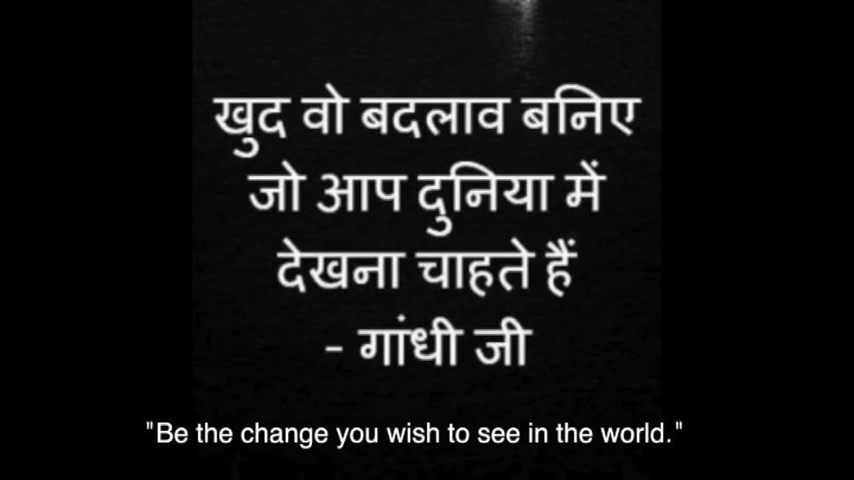 खुद वो बदलाव बनिए
जो आप दुनिया में
देखना चाहते हैं
- गांधी जी
"Be the change you wish to see in the world."